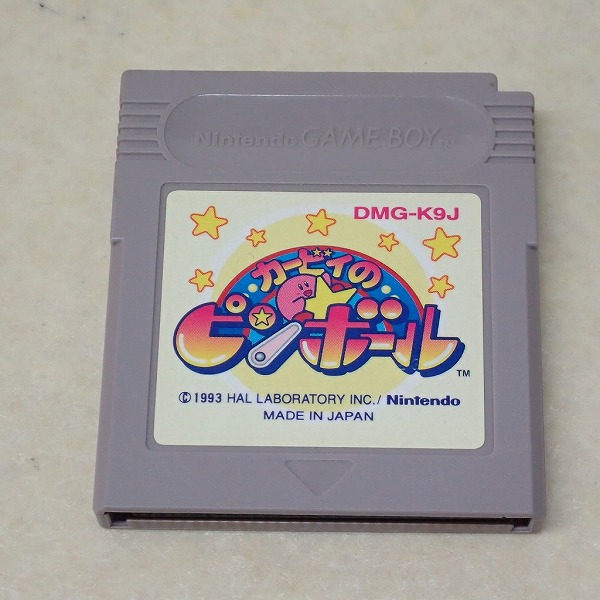 Nintendo GAME BOY TM
DMG-K9J
カービィの
ピンボール TM
© 1993 HAL LABORATORY INC./ Nintendo
MADE IN JAPAN